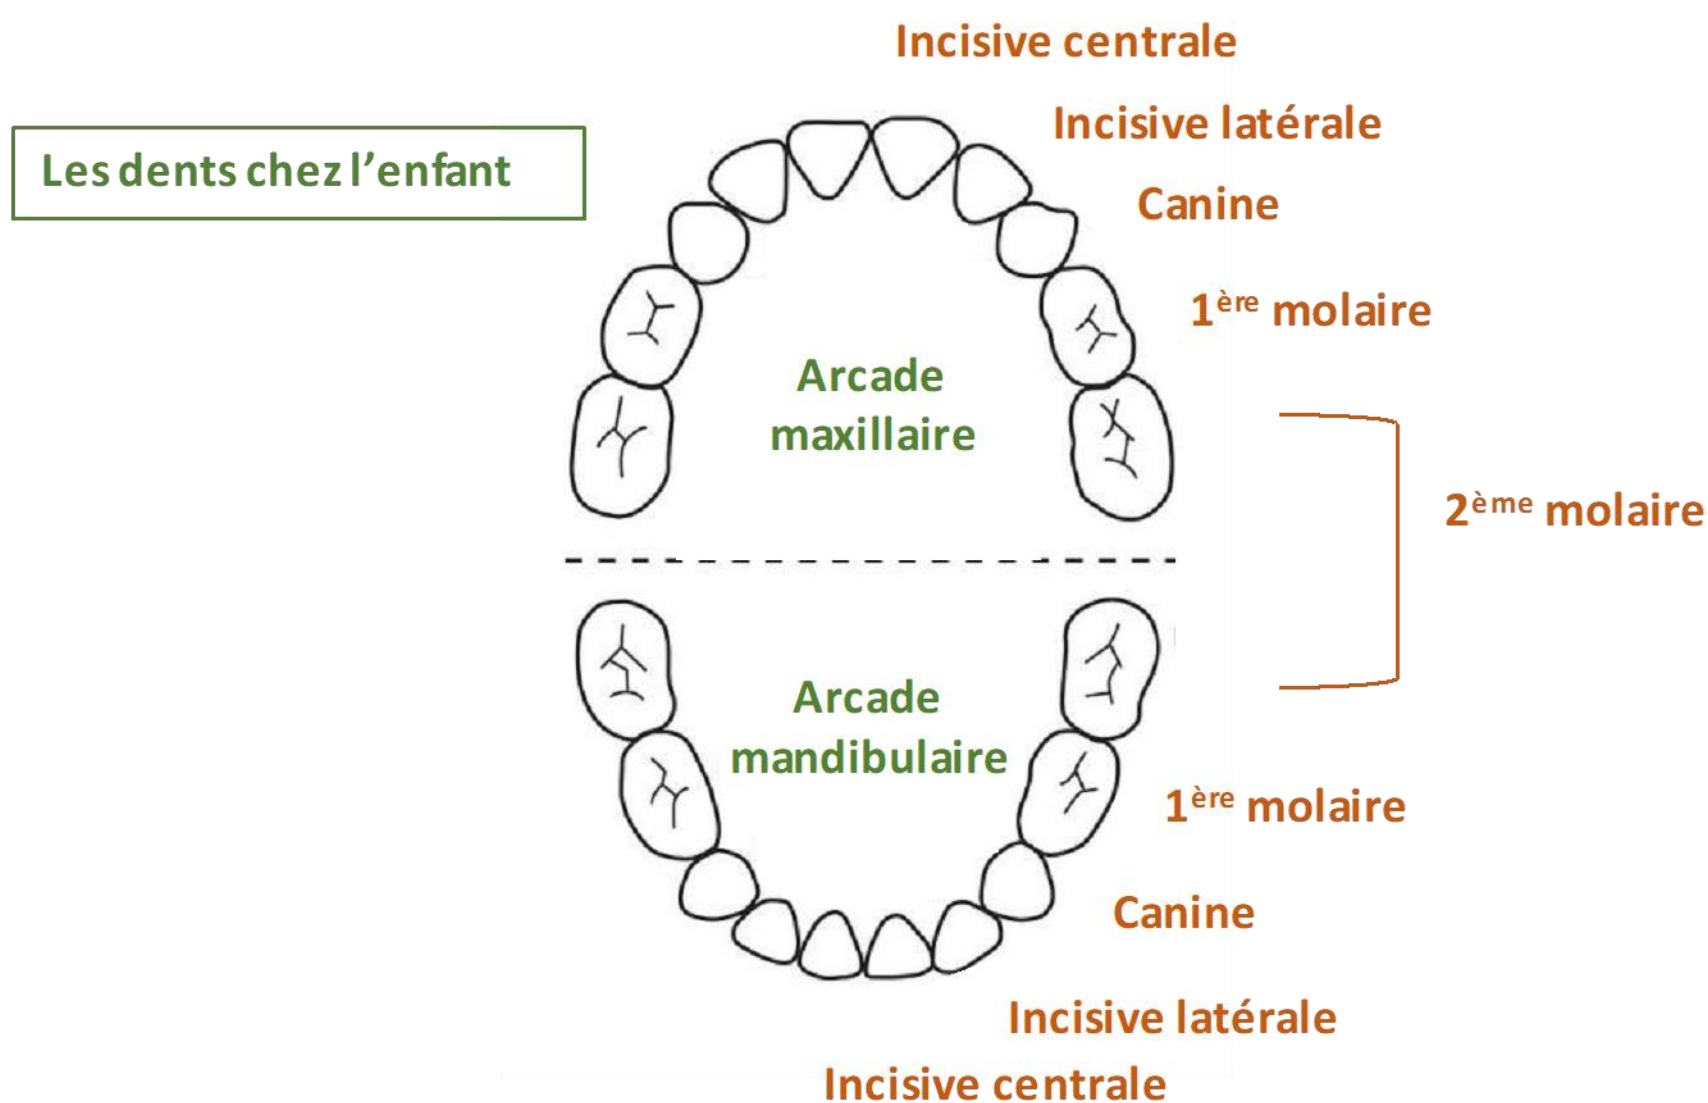 Incisive centrale
Incisive latérale
Les dents chez l’enfant
Canine
1ère molaire
Arcade
maxillaire
2ème molaire
Arcade
mandibulaire
1ère molaire
Canine
Incisive latérale
Incisive centrale